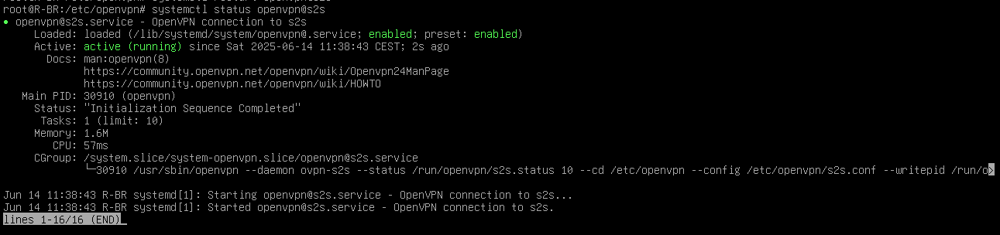 root@R-BR:/etc/openvpn# systemctl status openvpn@s2s
● openvpn@s2s.service - OpenVPN connection to s2s
     Loaded: loaded (/lib/systemd/system/openvpn@.service; enabled; preset: enabled)
     Active: active (running) since Sat 2025-06-14 11:38:43 CEST; 2s ago
       Docs: man:openvpn(8)
             https://community.openvpn.net/openvpn/wiki/Openvpn24ManPage
             https://community.openvpn.net/openvpn/wiki/HOWTO
   Main PID: 30910 (openvpn)
     Status: "Initialization Sequence Completed"
      Tasks: 1 (limit: 10)
     Memory: 1.6M
        CPU: 57ms
     CGroup: /system.slice/system-openvpn.slice/openvpn@s2s.service
             └─30910 /usr/sbin/openvpn --daemon ovpn-s2s --status /run/openvpn/s2s.status 10 --cd /etc/openvpn --config /etc/openvpn/s2s.conf --writepid /run/o>

Jun 14 11:38:43 R-BR systemd[1]: Starting openvpn@s2s.service - OpenVPN connection to s2s...
Jun 14 11:38:43 R-BR systemd[1]: Started openvpn@s2s.service - OpenVPN connection to s2s.
lines 1-16/16 (END)